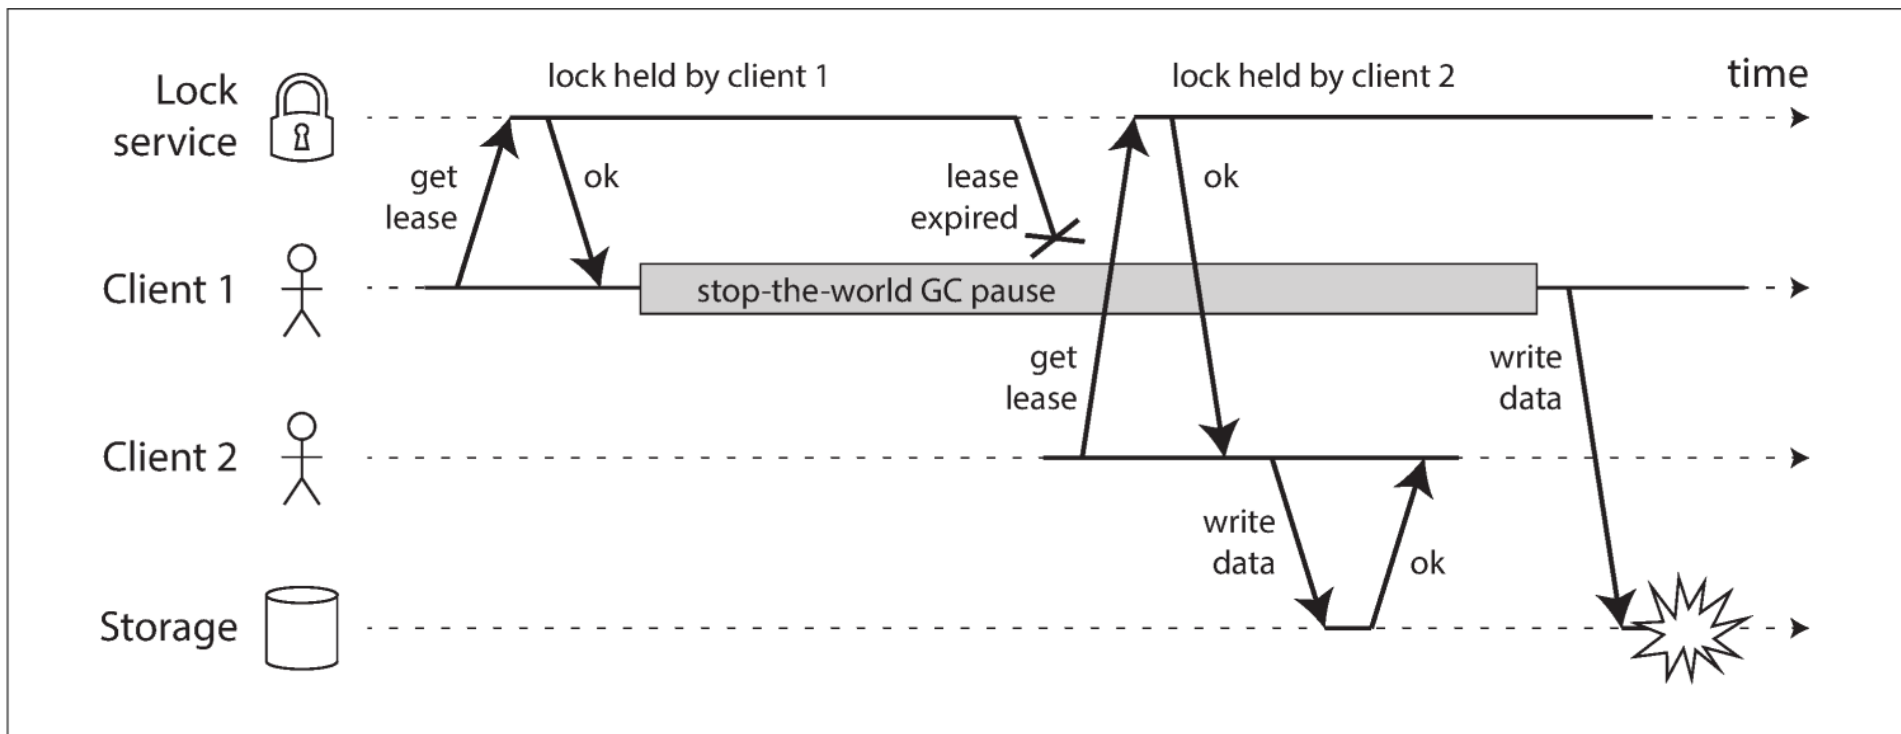 lock held by client 1
lock held by client 2
time
Lock
service
get
lease
ok
lease
expired
ok
Client 1
stop-the-world GC pause
get
lease
write
data
Client 2
write
data
ok
Storage